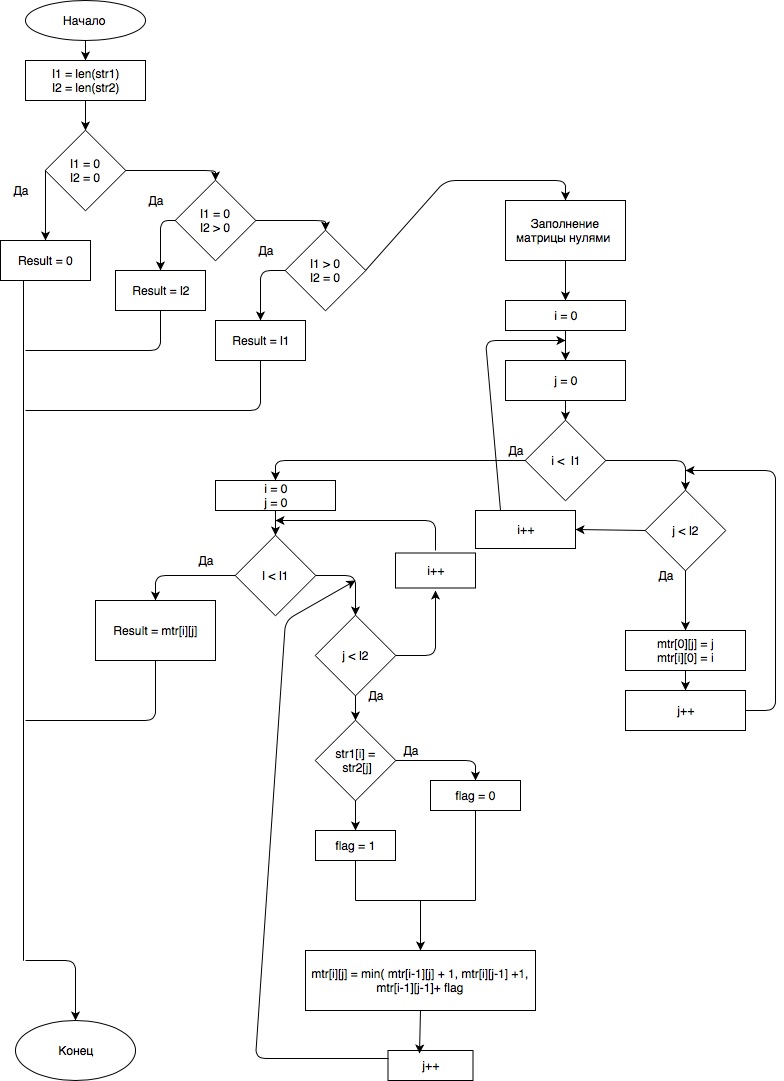 Начало
l1 = len(str1)
l2 = len(str2)
l1 = 0
l2 = 0
Да
Result = 0
l1 = 0
l2 > 0
Да
Result = l2
l1 > 0
l2 = 0
Да
Result = l1
Заполнение
матрицы нулями
i = 0
j = 0
i < l1
Да
j < l2
Да
i++
mtr[0][j] = j
mtr[i][0] = i
j++
i = 0
j = 0
I < l1
Да
Result = mtr[i][j]
i++
j < l2
Да
str1[i] =
str2[j]
Да
flag = 0
flag = 1
mtr[i][j] = min( mtr[i-1][j] + 1, mtr[i][j-1] +1,
mtr[i-1][j-1]+ flag
j++
Конец